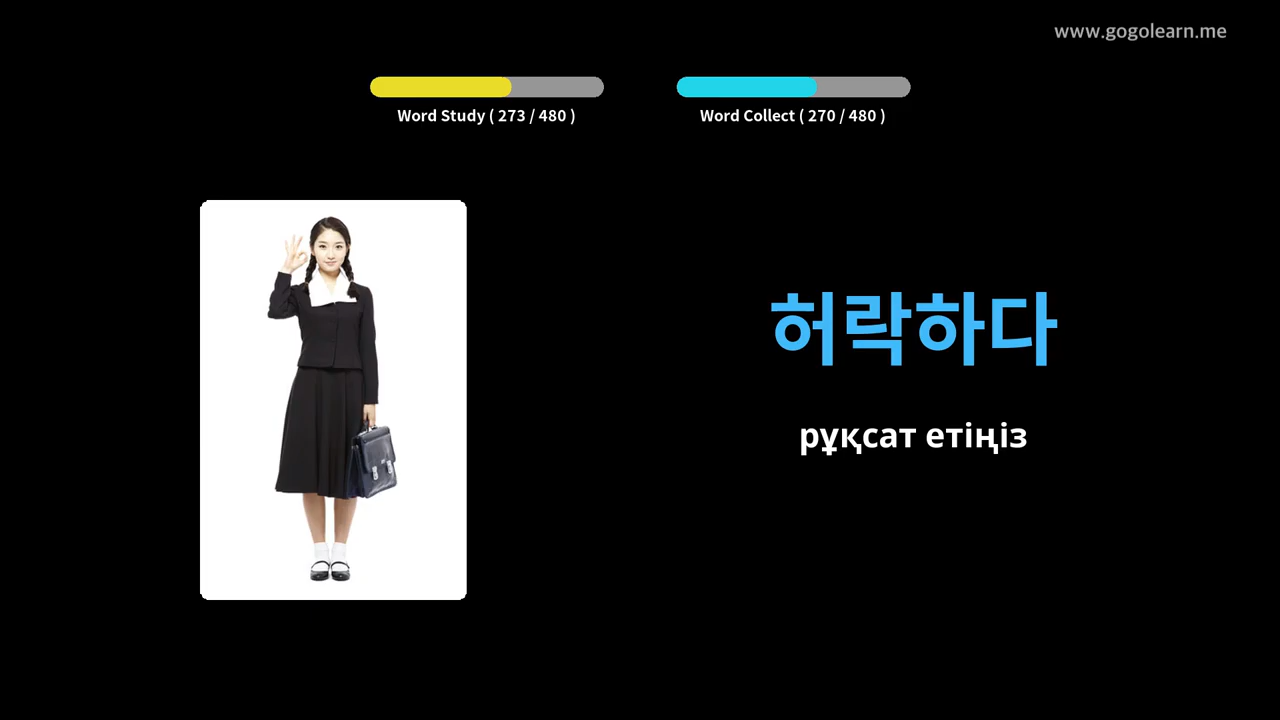 www.gogolearn.me
Word Study ( 273 / 480 )
Word Collect ( 270 / 480 )
허락하다
рұқсат етіңіз